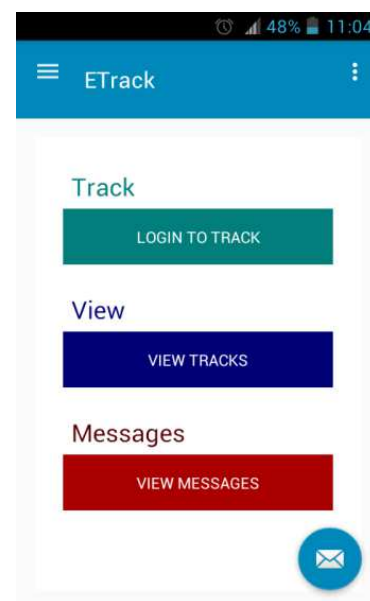 48% 11:04
ETrack
Track
LOGIN TO TRACK
View
VIEW TRACKS
Messages
VIEW MESSAGES